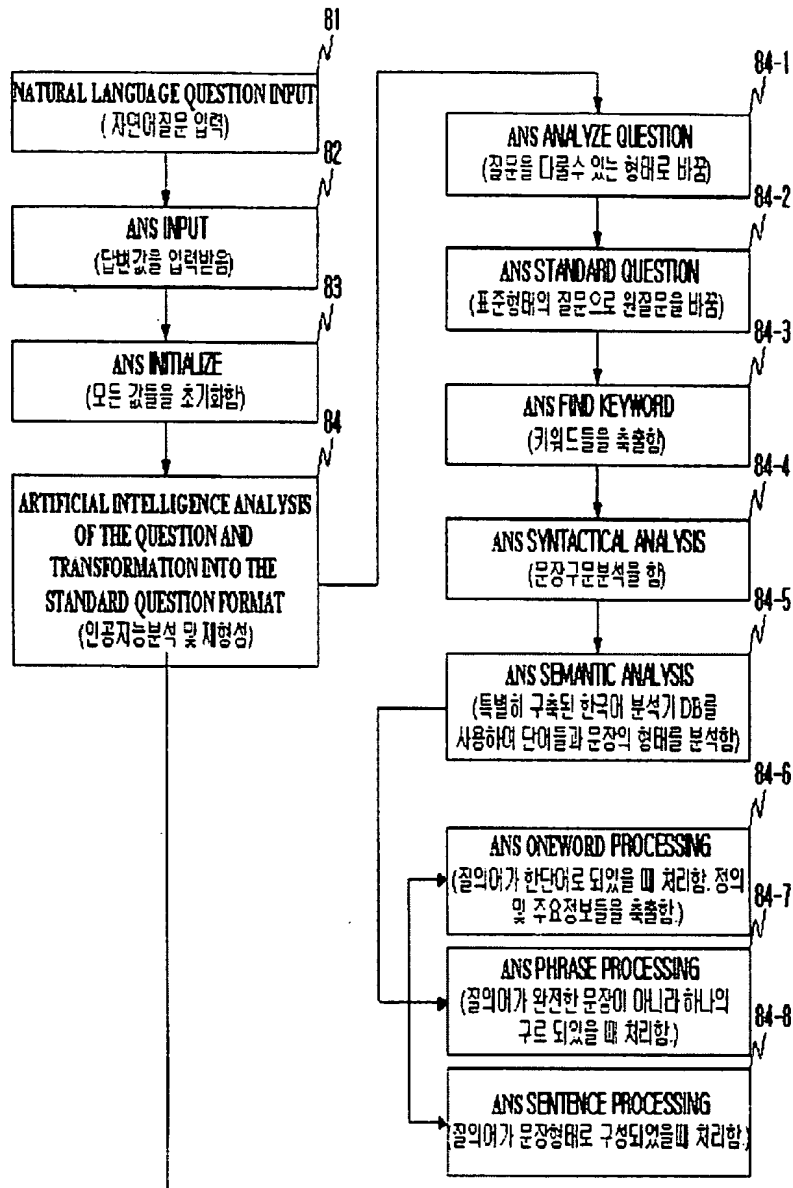 81
NATURAL LANGUAGE QUESTION INPUT
(자연어질문 입력)
82
ANS INPUT
(답변값을 입력받음)
83
ANS INITIALIZE
(모든 값들을 초기화함)
84
ARTIFICIAL INTELLIGENCE ANALYSIS
OF THE QUESTION AND
TRANSFORMATION INTO THE
STANDARD QUESTION FORMAT
(인공지능분석 및 재형성)
84-1
ANS ANALYZE QUESTION
(질문을 다룰수 있는 형태로 바꿈)
84-2
ANS STANDARD QUESTION
(표준형태의 질문으로 원질문을 바꿈)
84-3
ANS FIND KEYWORD
(키워드들을 축출함)
84-4
ANS SYNTACTICAL ANALYSIS
(문장구문분석를 함)
84-5
ANS SEMANTIC ANALYSIS
(특별히 구축된 한국어 분석기 DB를
사용하여 단어들과 문장의 형태를 분석함)
84-6
ANS ONEWORD PROCESSING
(질의어가 한단어로 되있을 때 처리함. 정의
및 주요정보들을 축출함.)
84-7
ANS PHRASE PROCESSING
(질의어가 완전한 문장이 아니라 하나의
구로 되있을 때 처리함.)
84-8
ANS SENTENCE PROCESSING
(질의어가 문장형태로 구성되었을때 처리함.)